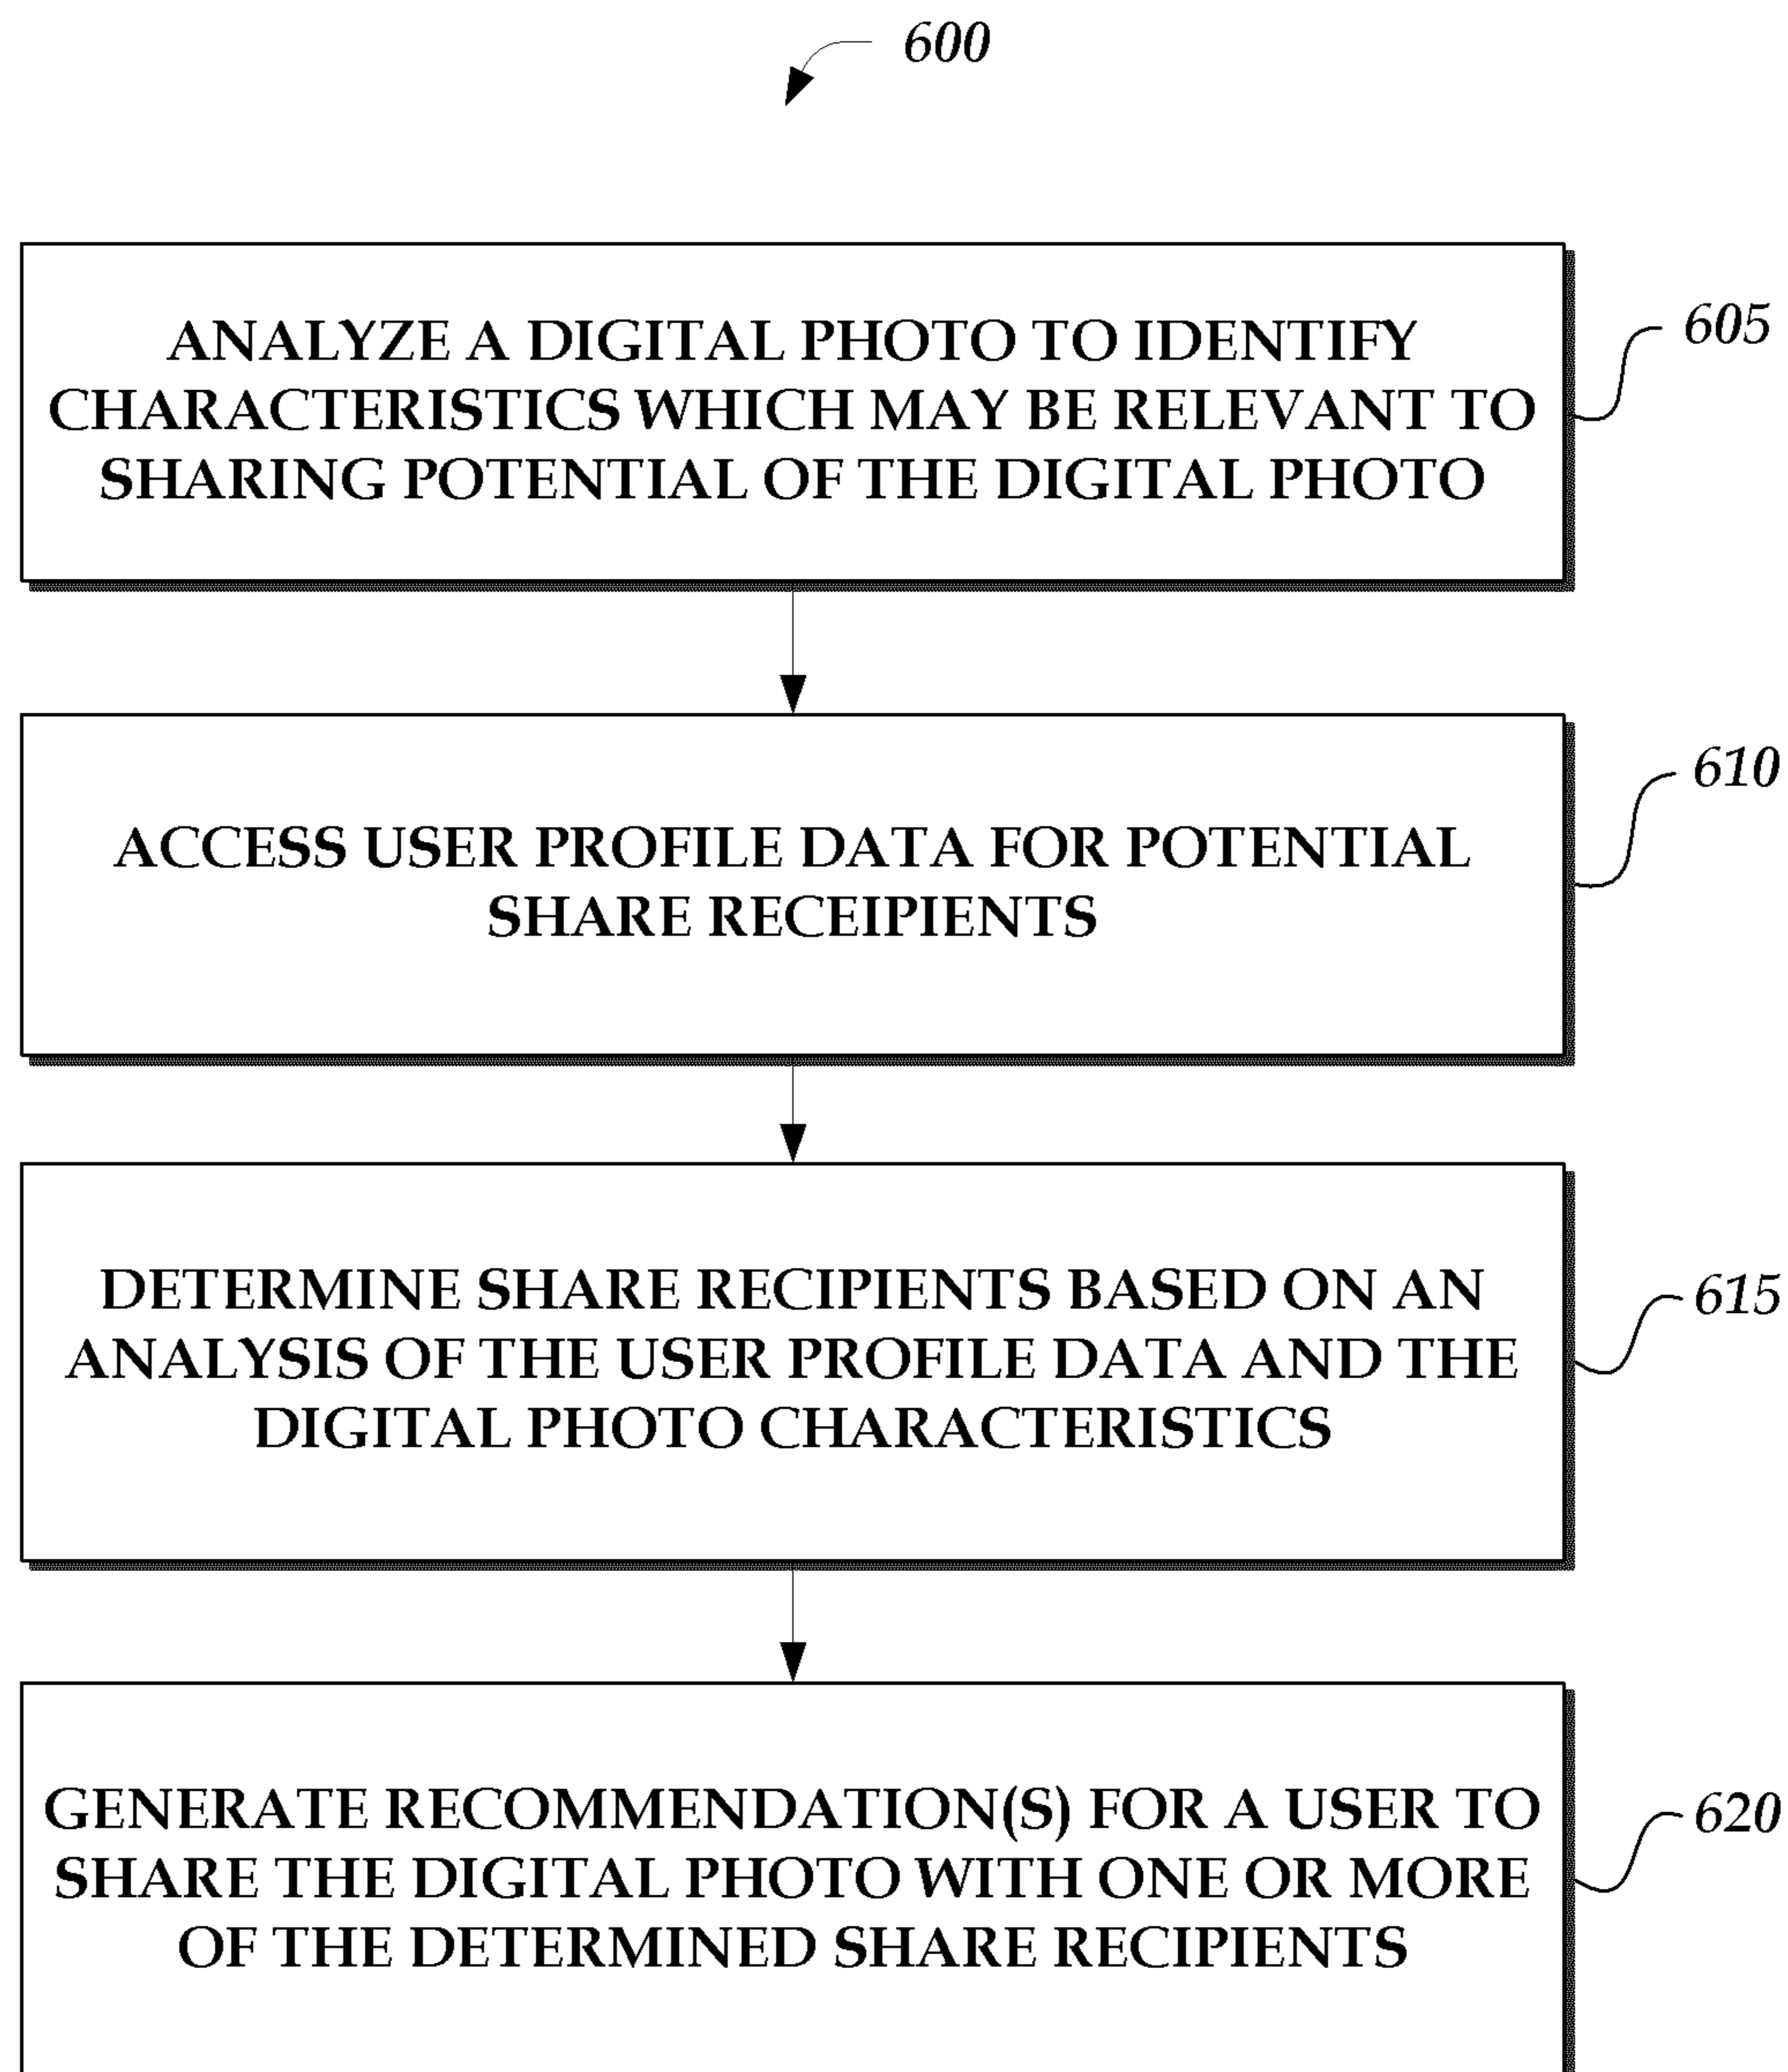 600
ANALYZE A DIGITAL PHOTO TO IDENTIFY
CHARACTERISTICS WHICH MAY BE RELEVANT TO
SHARING POTENTIAL OF THE DIGITAL PHOTO
605
ACCESS USER PROFILE DATA FOR POTENTIAL
SHARE RECEIPIENTS
610
DETERMINE SHARE RECIPIENTS BASED ON AN
ANALYSIS OF THE USER PROFILE DATA AND THE
DIGITAL PHOTO CHARACTERISTICS
615
GENERATE RECOMMENDATION(S) FOR A USER TO
SHARE THE DIGITAL PHOTO WITH ONE OR MORE
OF THE DETERMINED SHARE RECIPIENTS
620